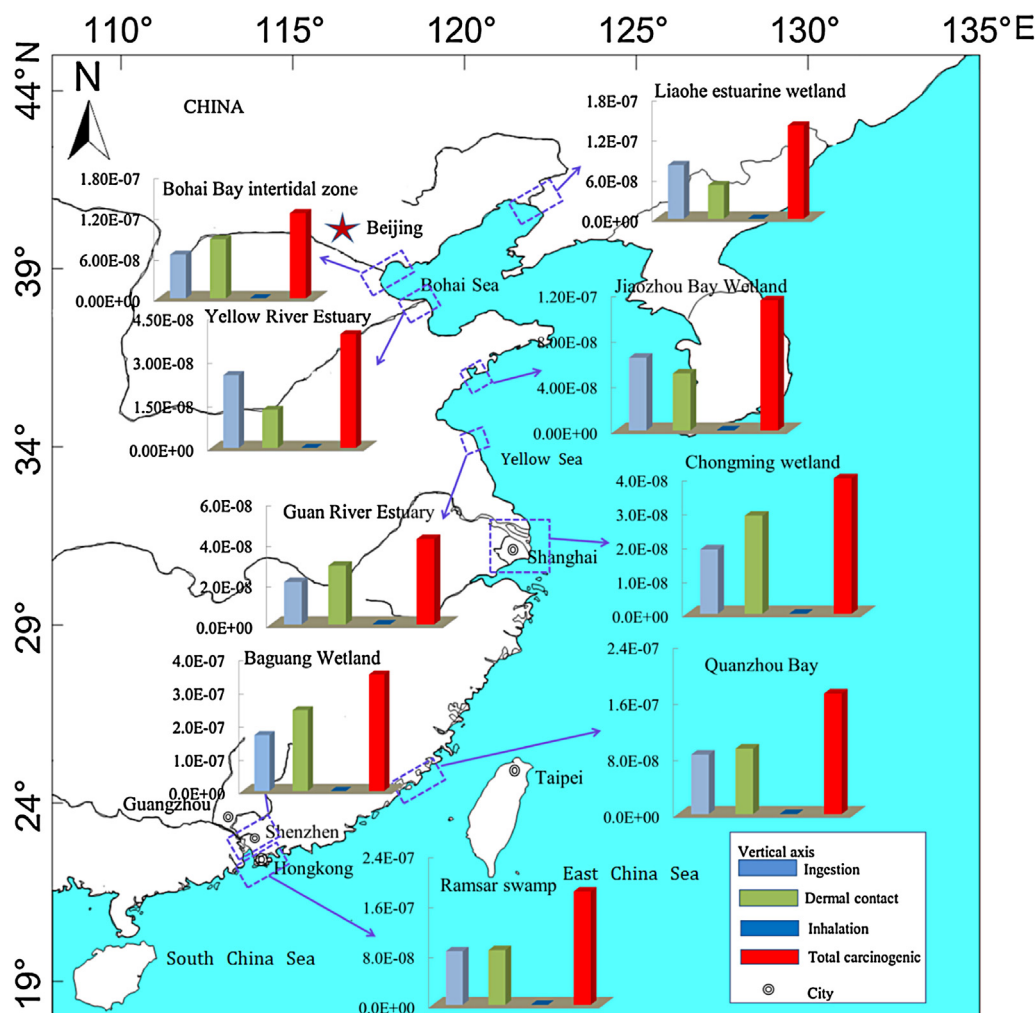 110° 115° 120° 125° 130° 135°E
44°N
39°
34°
29°
24°
19°
N
CHINA
Liaohe estuarine wetland
1.8E-07
1.2E-07
6.0E-08
0.0E+00
Bohai Bay intertidal zone
1.80E-07
1.20E-07
6.00E-08
0.00E+00
Beijing
Bohai Sea
Jiaozhou Bay Wetland
1.20E-07
8.00E-08
4.00E-08
0.00E+00
Yellow River Estuary
4.50E-08
3.00E-08
1.50E-08
0.00E+00
Yellow Sea
Chongming wetland
4.0E-08
3.0E-08
2.0E-08
1.0E-08
0.0E+00
Guan River Estuary
6.0E-08
4.0E-08
2.0E-08
0.0E+00
Shanghai
Baguang Wetland
4.0E-07
3.0E-07
2.0E-07
1.0E-07
0.0E+00
Quanzhou Bay
2.4E-07
1.6E-07
8.0E-08
0.0E+00
Taipei
Guangzhou
Shenzhen
Hongkong
Ramsar swamp
2.4E-07
1.6E-07
8.0E-08
0.0E+00
East China Sea
South China Sea
Vertical axis
Ingestion
Dermal contact
Inhalation
Total carcinogenic
City